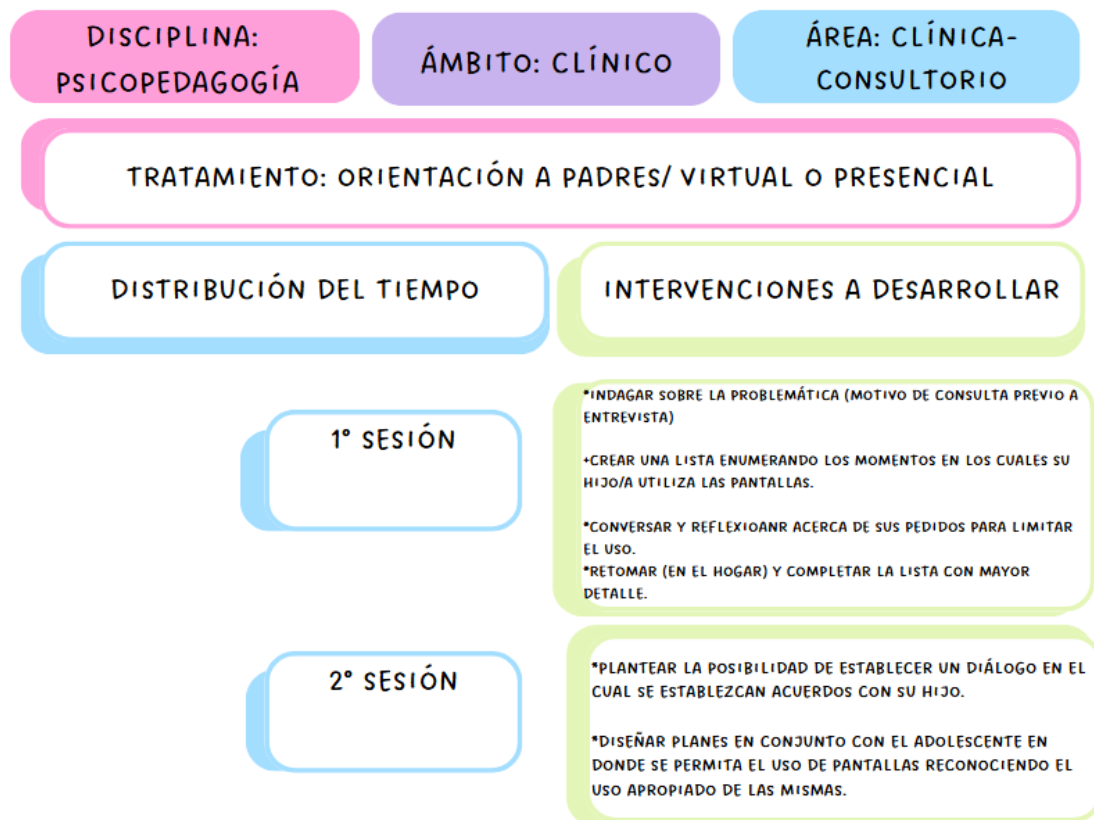 DISCIPLINA:
PSICOPEDAGOGÍA
ÁMBITO: CLÍNICO
ÁREA: CLÍNICA-
CONSULTORIO
TRATAMIENTO: ORIENTACIÓN A PADRES/ VIRTUAL O PRESENCIAL
DISTRIBUCIÓN DEL TIEMPO
INTERVENCIONES A DESARROLLAR
1° SESIÓN
*INDAGAR SOBRE LA PROBLEMÁTICA (MOTIVO DE CONSULTA PREVIO A
ENTREVISTA)
+CREAR UNA LISTA ENUMERANDO LOS MOMENTOS EN LOS CUALES SU
HIJO/A UTILIZA LAS PANTALLAS.
*CONVERSAR Y REFLEXIOANR ACERCA DE SUS PEDIDOS PARA LIMITAR
EL USO.
*RETOMAR (EN EL HOGAR) Y COMPLETAR LA LISTA CON MAYOR
DETALLE.
2° SESIÓN
*PLANTEAR LA POSIBILIDAD DE ESTABLECER UN DIÁLOGO EN EL
CUAL SE ESTABLEZCAN ACUERDOS CON SU HIJO.
*DISEÑAR PLANES EN CONJUNTO CON EL ADOLESCENTE EN
DONDE SE PERMITA EL USO DE PANTALLAS RECONOCIENDO EL
USO APROPIADO DE LAS MISMAS.